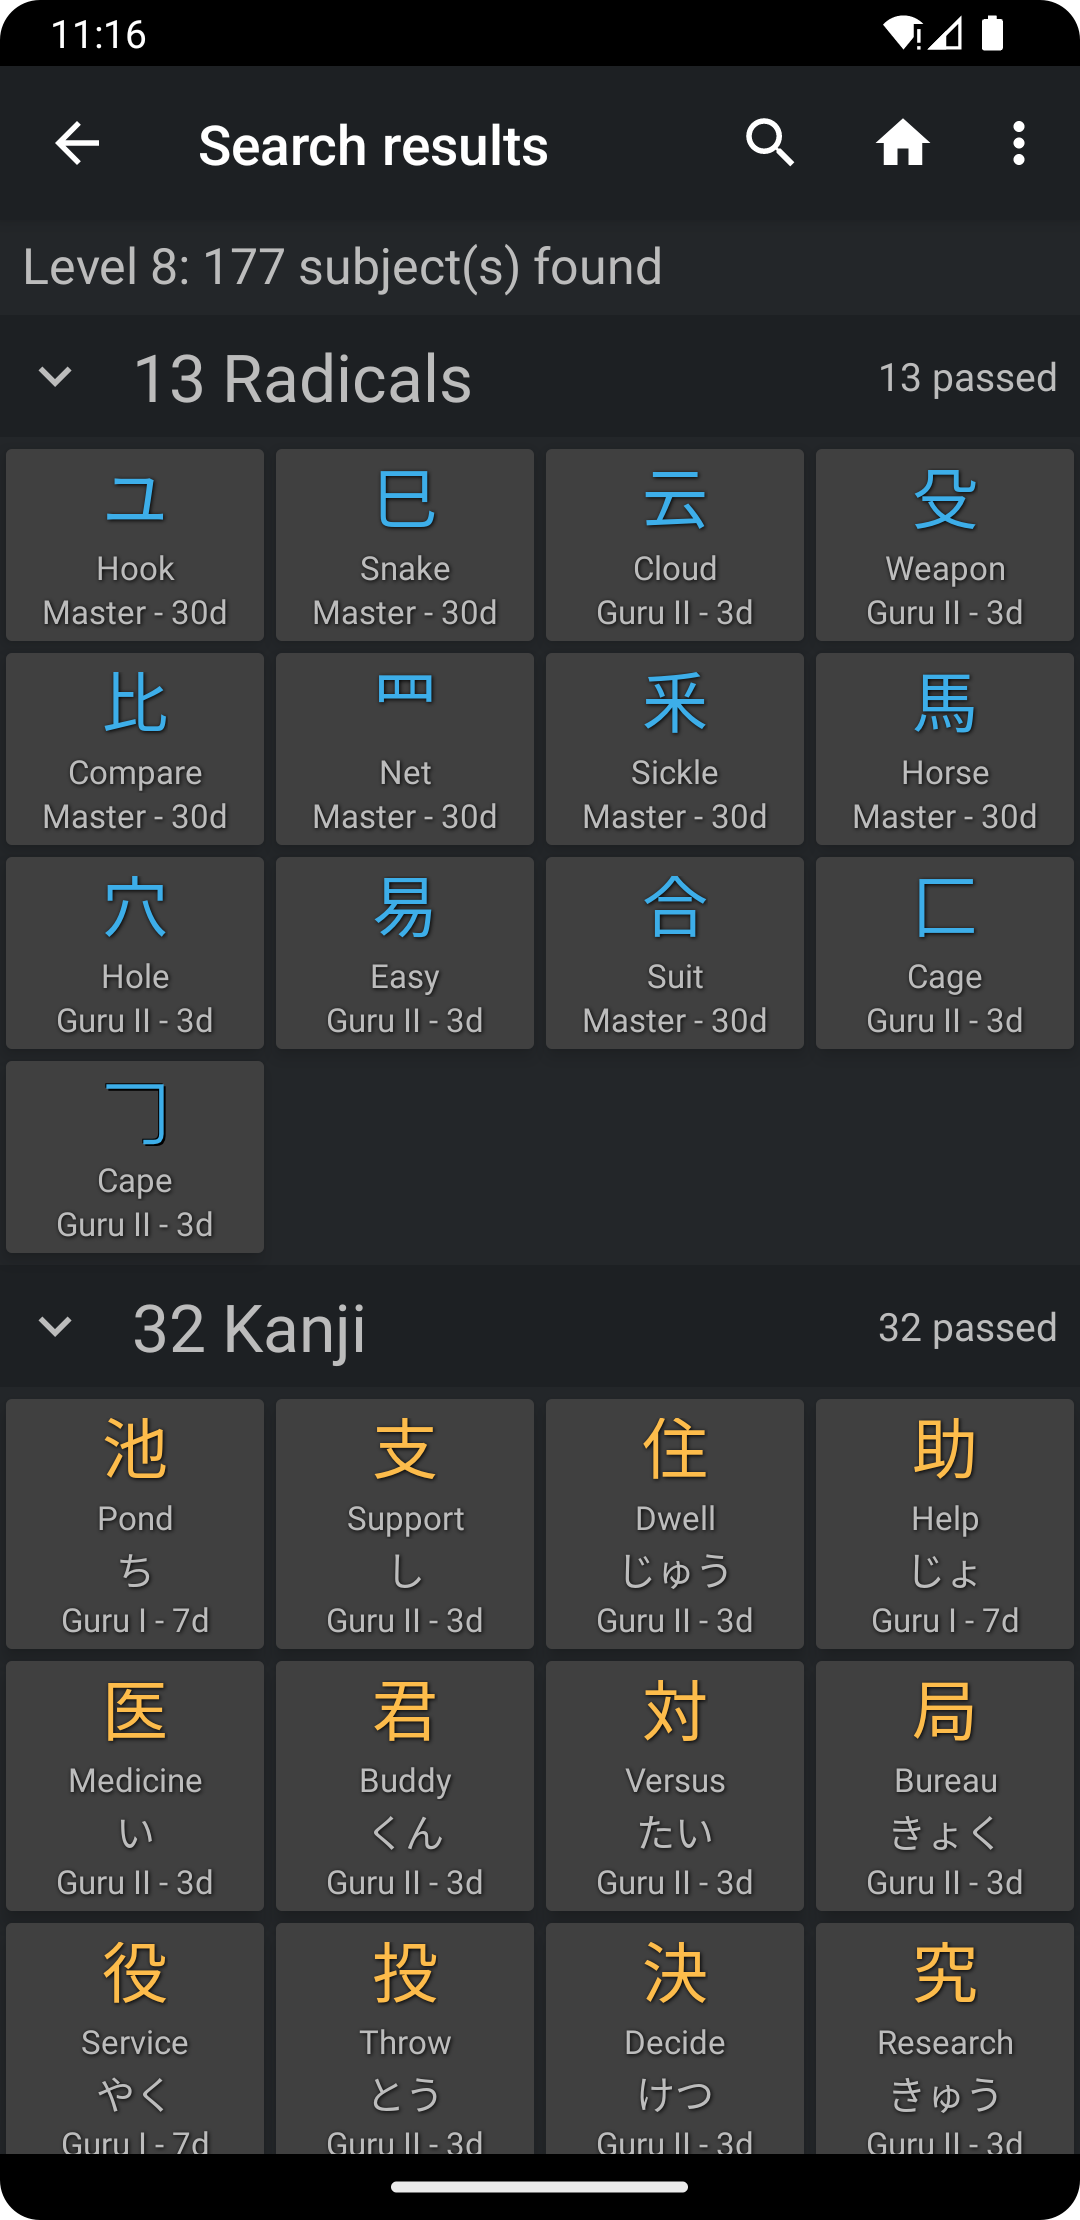 11:16
Search results
Level 8: 177 subject(s) found
13 Radicals 13 passed
ユ 巳 云 殳
Hook Snake Cloud Weapon
Master - 30d Master - 30d Guru II - 3d Guru II - 3d
比 罒 釆 馬
Compare Net Sickle Horse
Master - 30d Master - 30d Master - 30d Master - 30d
穴 易 合 匚
Hole Easy Suit Cage
Guru II - 3d Guru II - 3d Master - 30d Guru II - 3d
㇆
Cape
Guru II - 3d
32 Kanji 32 passed
池 支 住 助
Pond Support Dwell Help
ち し じゅう じょ
Guru I - 7d Guru II - 3d Guru II - 3d Guru I - 7d
医 君 対 局
Medicine Buddy Versus Bureau
い くん たい きょく
Guru II - 3d Guru II - 3d Guru II - 3d Guru II - 3d
役 投 決 究
Service Throw Decide Research
やく とう けつ きゅう
Guru I - 7d Guru II - 3d Guru II - 3d Guru II - 3d